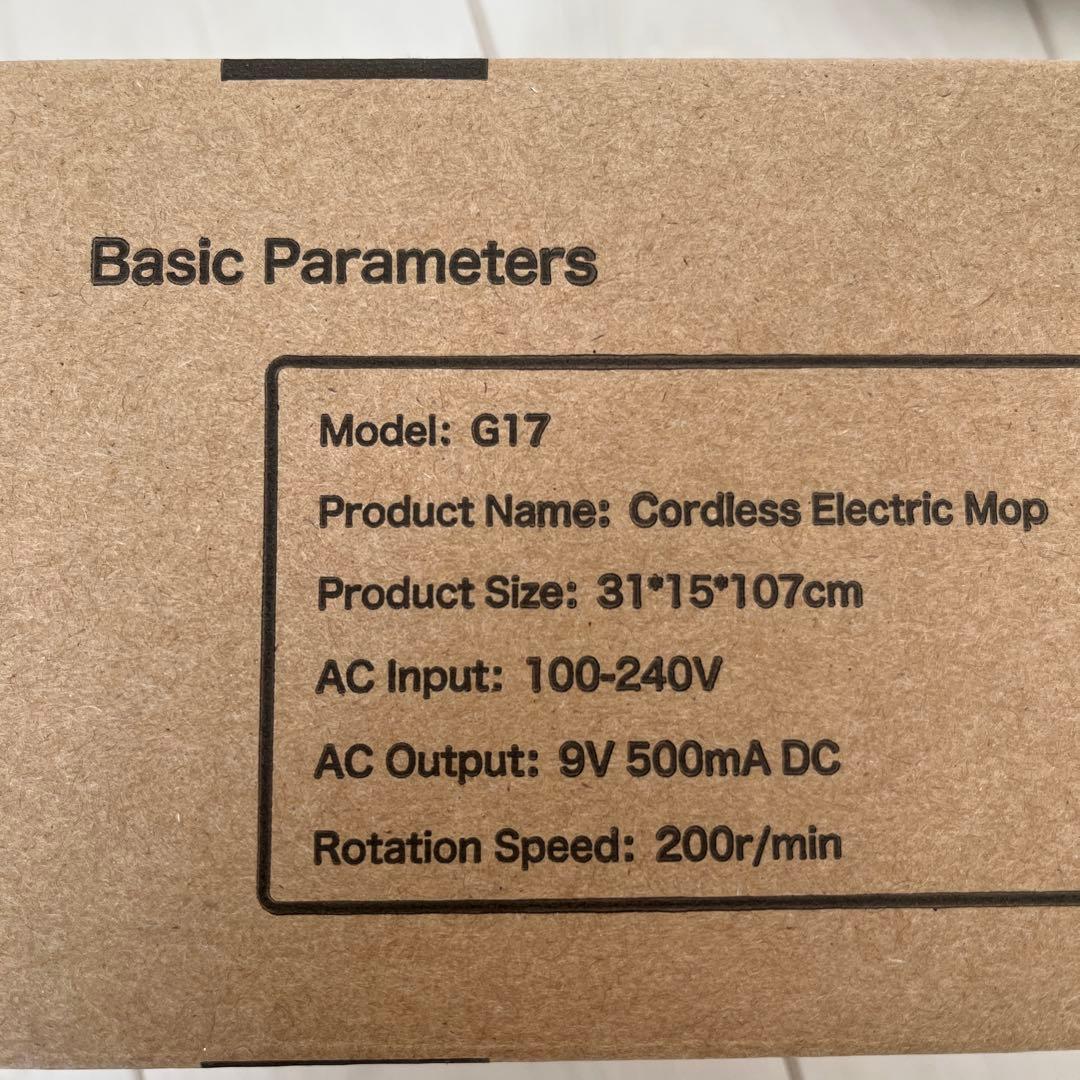 Basic Parameters
Model: G17
Product Name: Cordless Electric Mop
Product Size: 31*15*107cm
AC Input: 100-240V
AC Output: 9V 500mA DC
Rotation Speed: 200r/min